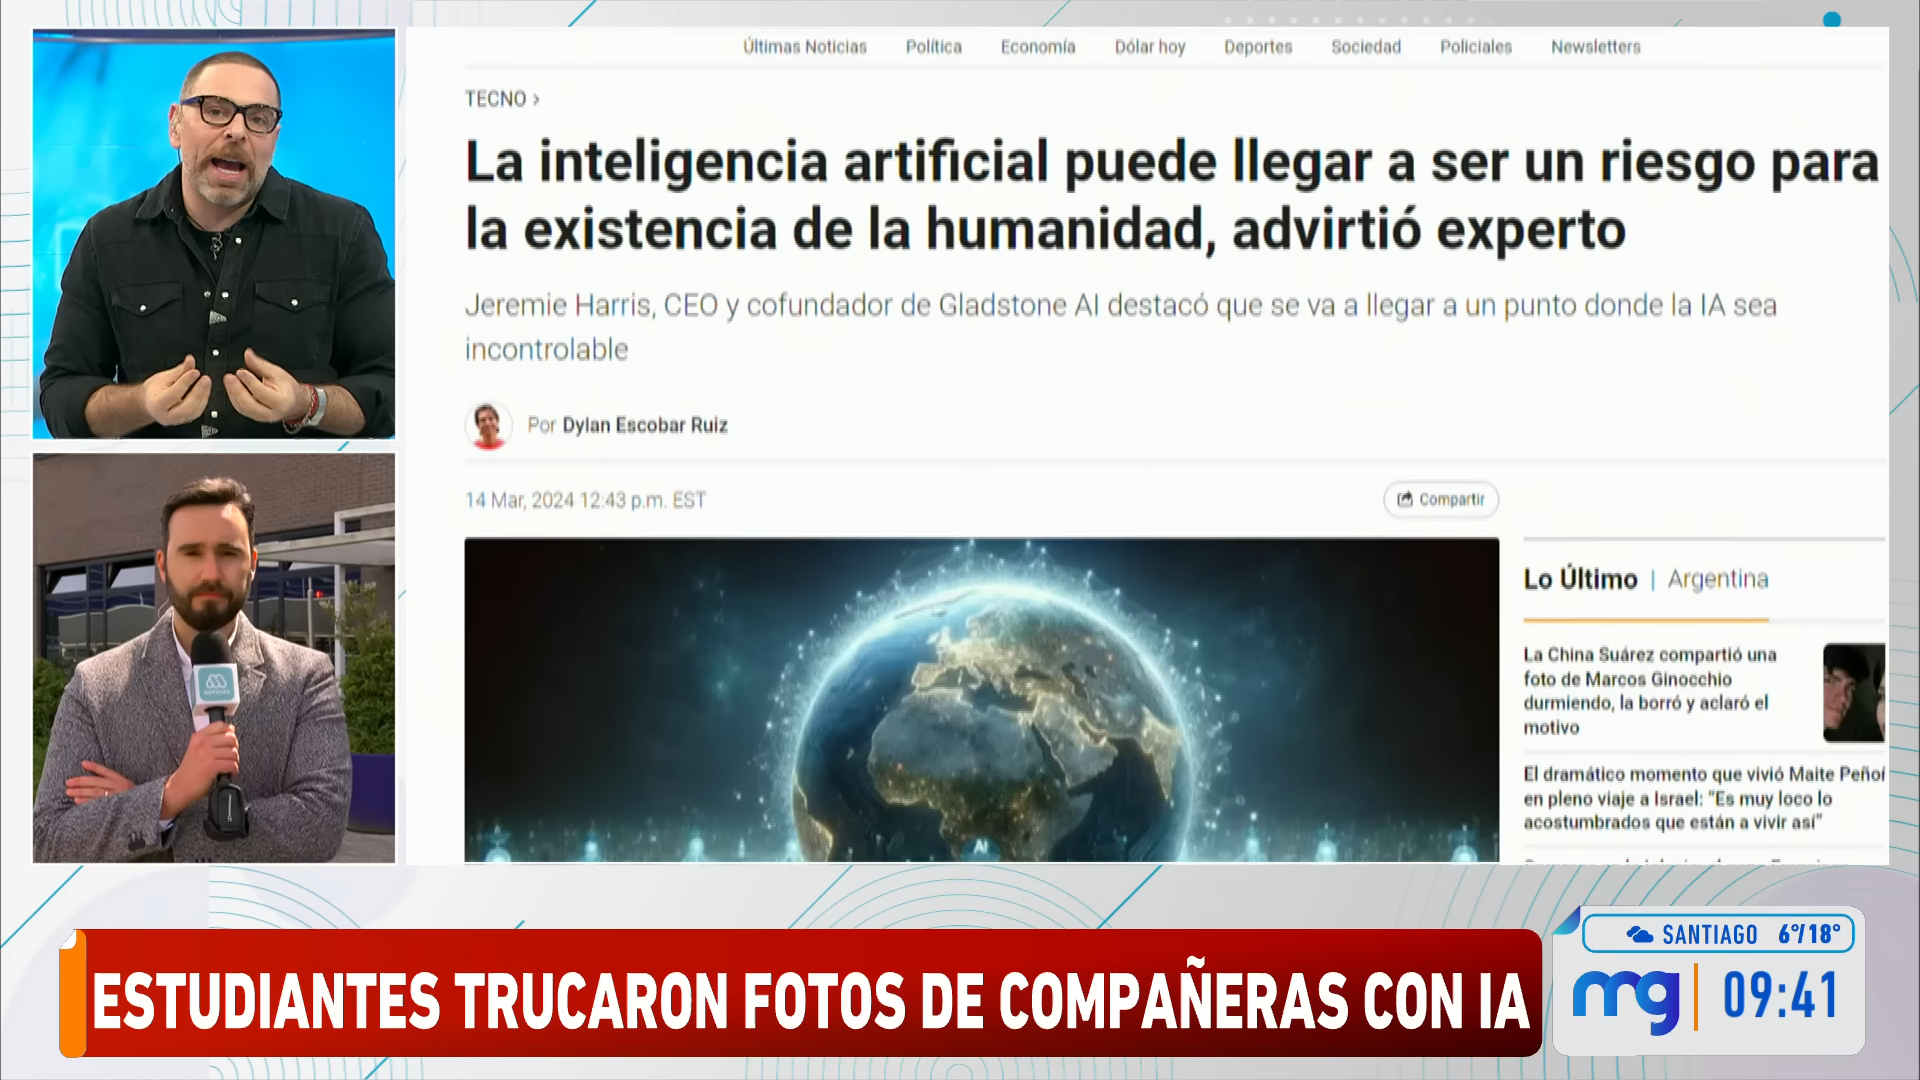 Últimas Noticias Política Economía Dólar hoy Deportes Sociedad Policiales Newsletters
TECNO >
La inteligencia artificial puede llegar a ser un riesgo para
la existencia de la humanidad, advirtió experto
Jeremie Harris, CEO y cofundador de Gladstone AI destacó que se va a llegar a un punto donde la IA sea
incontrolable
Por Dylan Escobar Ruiz
14 Mar, 2024 12:43 p.m. EST
Compartir
AI
Lo Último | Argentina
La China Suárez compartió una
foto de Marcos Ginocchio
durmiendo, la borró y aclaró el
motivo
El dramático momento que vivió Maite
en pleno viaje a Israel: "Es muy loco lo
acostumbrados que están a vivir así"
NOTICIAS
ESTUDIANTES TRUCARON FOTOS DE COMPAÑERAS CON IA
SANTIAGO 6°/18°
mg 09:41